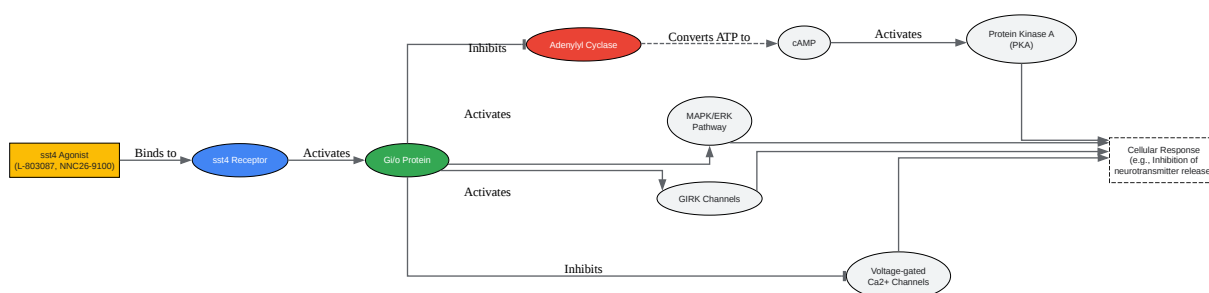 sst4 Agonist
(L-803087, NNC26-9100)
Binds to
sst4 Receptor
Activates
Gi/o Protein
Inhibits
Adenylyl Cyclase
Converts ATP to
cAMP
Activates
Protein Kinase A
(PKA)
Activates
MAPK/ERK
Pathway
Activates
GIRK Channels
Inhibits
Voltage-gated
Ca2+ Channels
Cellular Response
(e.g., Inhibition of
neurotransmitter release